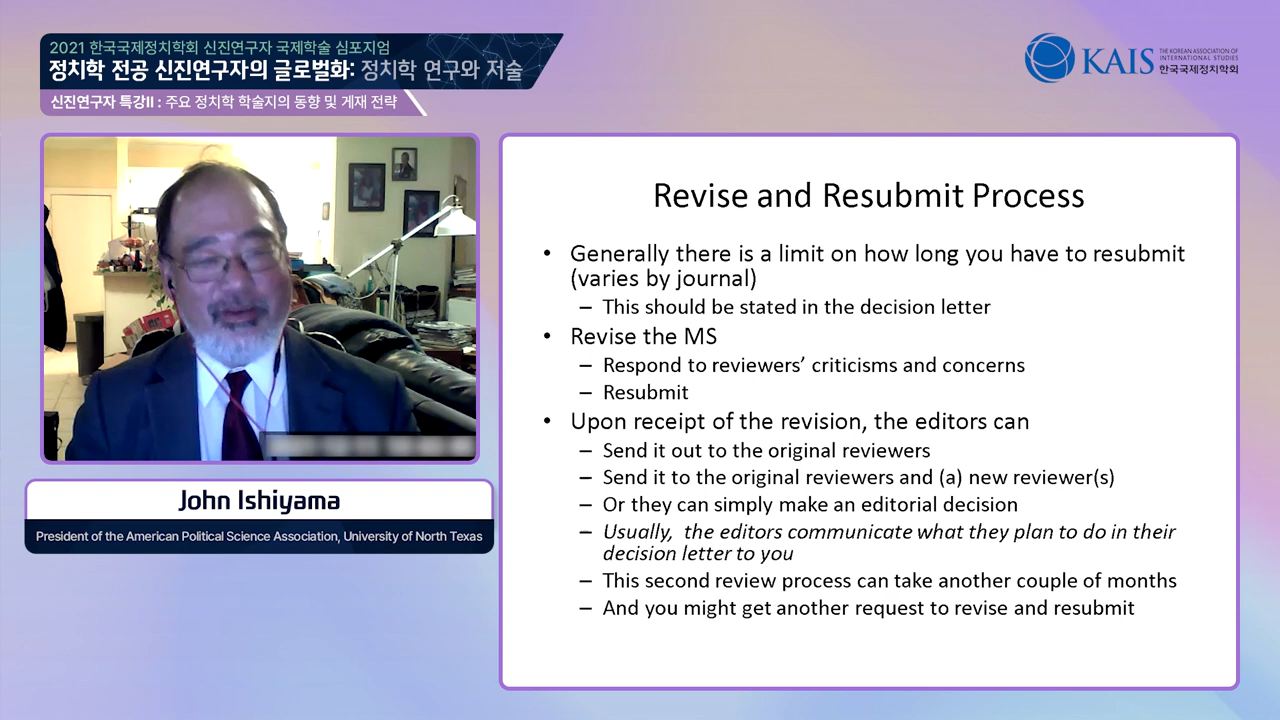 2021 한국국제정치학회 신진연구자 국제학술 심포지엄
정치학 전공 신진연구자의 글로벌화: 정치학 연구와 저술
신진연구자 특강II : 주요 정치학 학술지의 동향 및 게재 전략
KAIS
THE KOREAN ASSOCIATION OF
INTERNATIONAL STUDIES
한국국제정치학회
Revise and Resubmit Process
• Generally there is a limit on how long you have to resubmit
(varies by journal)
– This should be stated in the decision letter
• Revise the MS
– Respond to reviewers’ criticisms and concerns
– Resubmit
• Upon receipt of the revision, the editors can
– Send it out to the original reviewers
– Send it to the original reviewers and (a) new reviewer(s)
– Or they can simply make an editorial decision
– Usually, the editors communicate what they plan to do in their
decision letter to you
– This second review process can take another couple of months
– And you might get another request to revise and resubmit
John Ishiyama
President of the American Political Science Association, University of North Texas